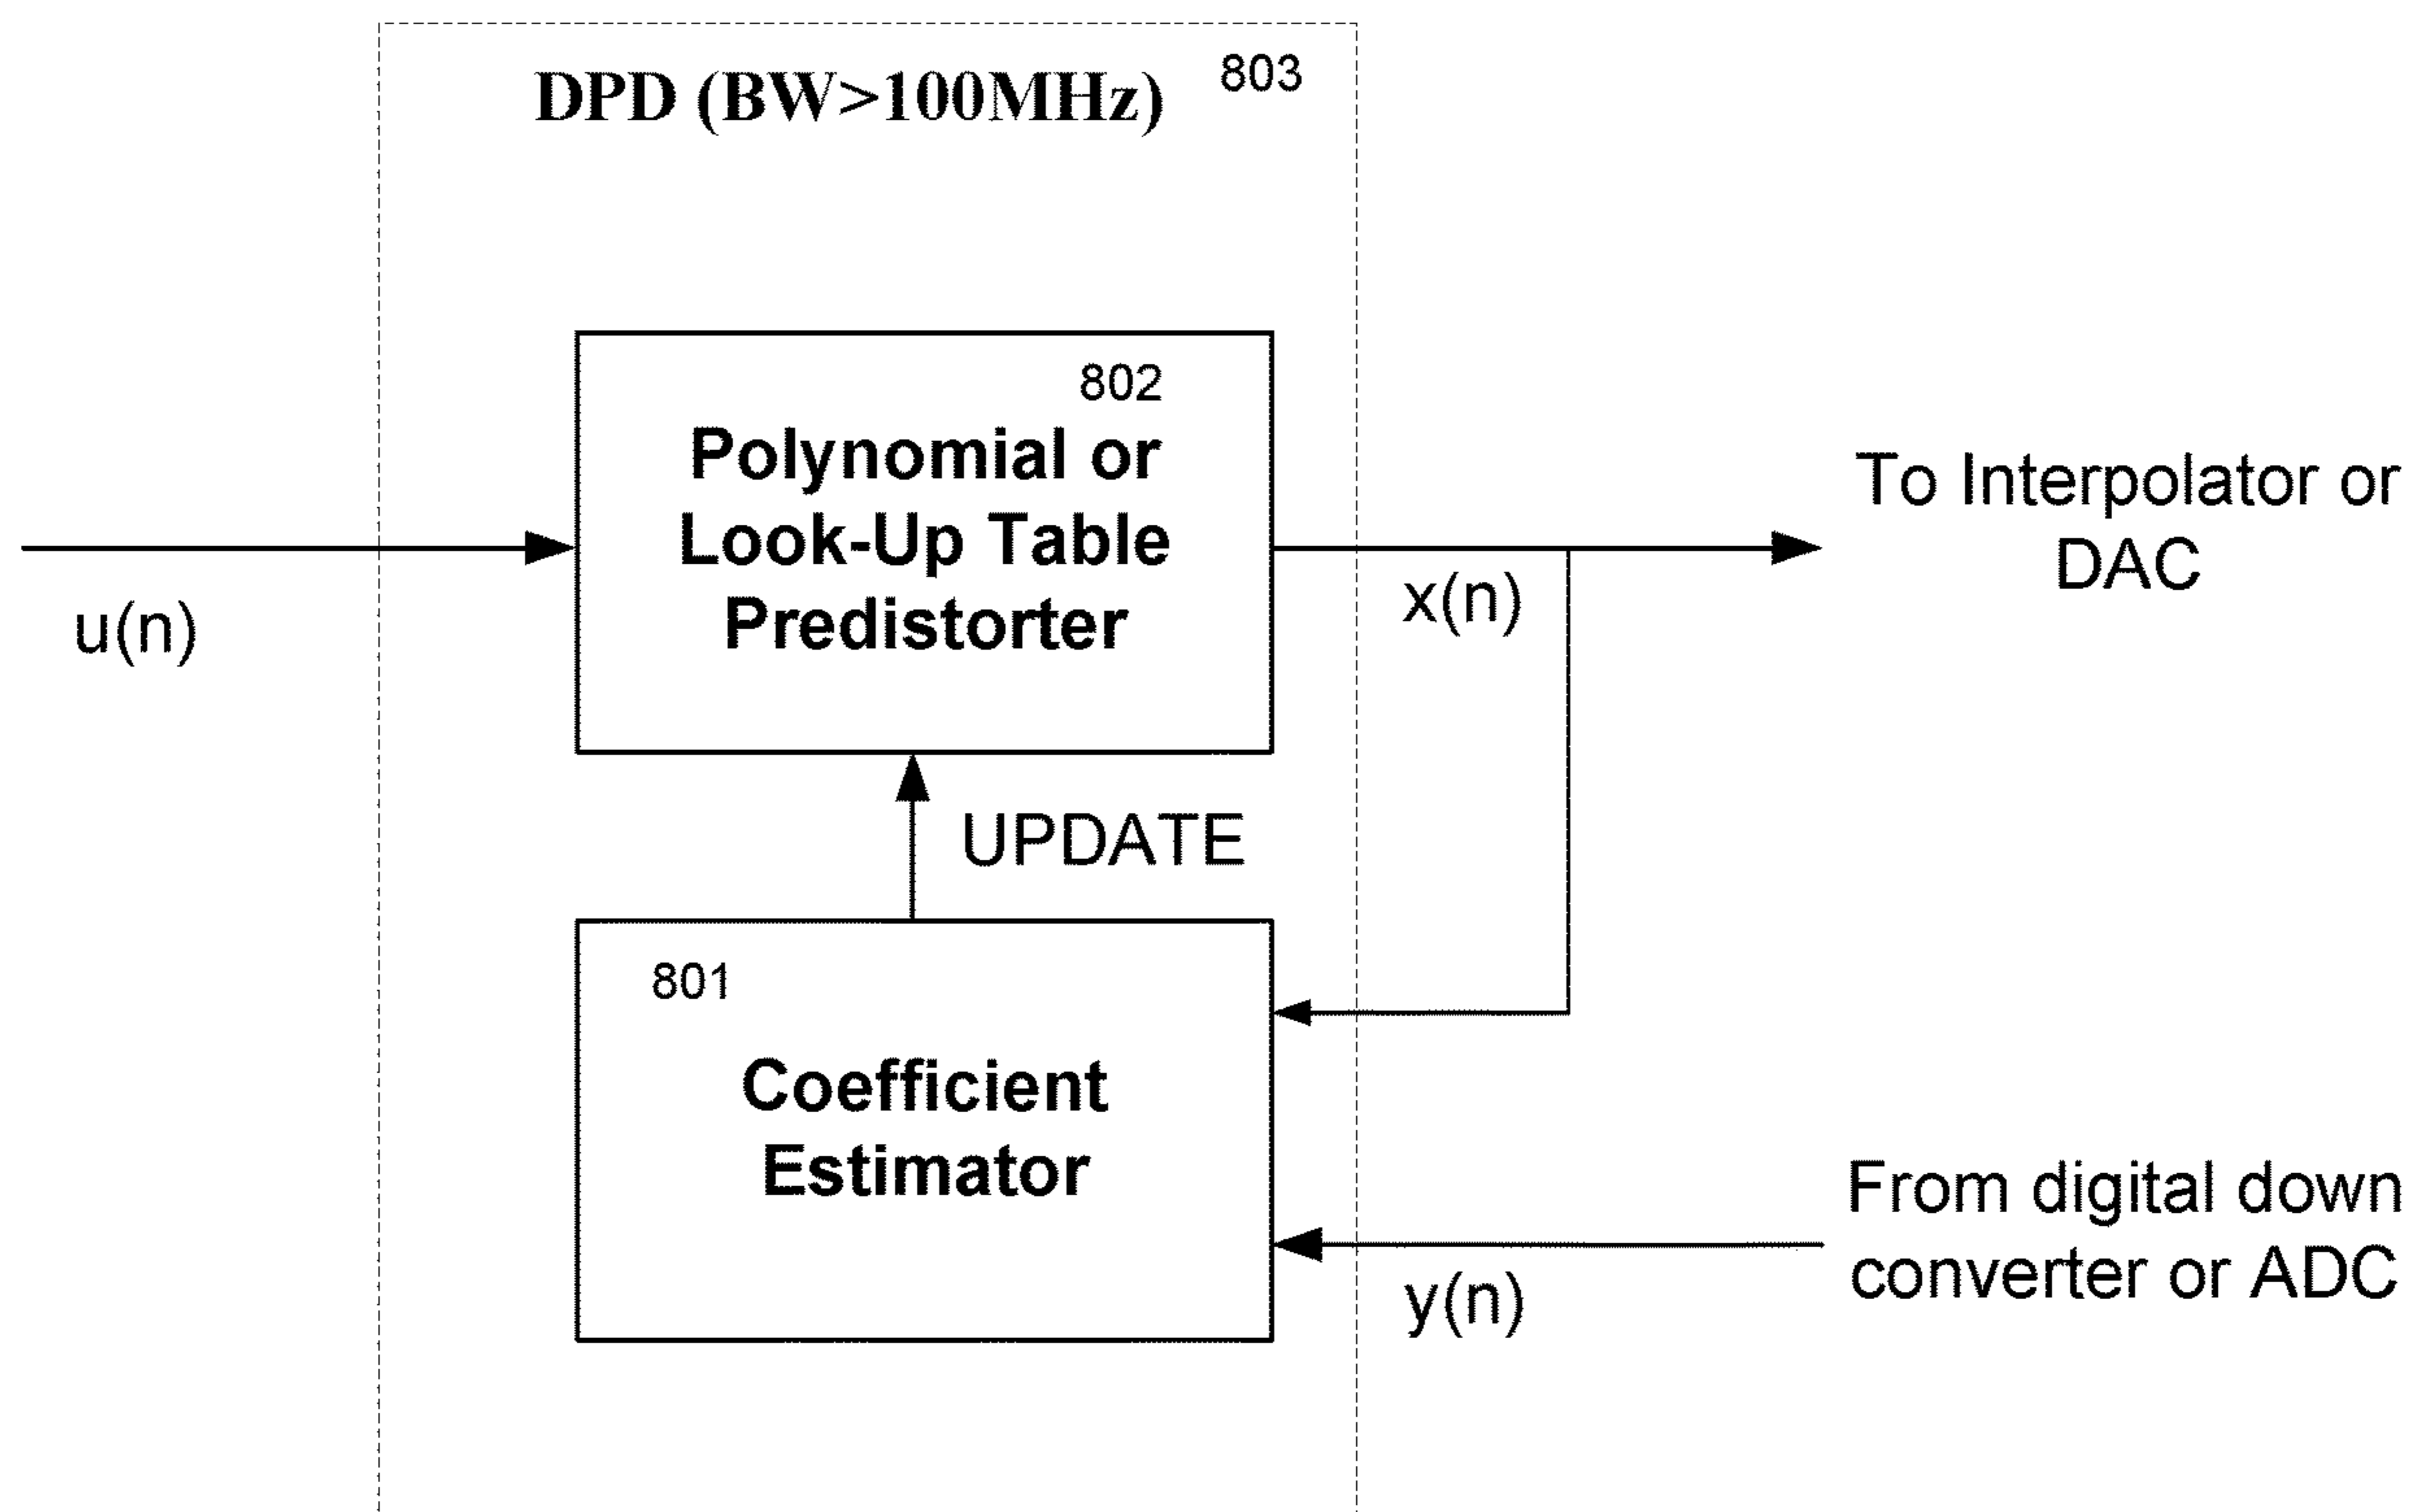 DPD (BW>100MHz)
803
802
Polynomial or
Look-Up Table
Predistorter
To Interpolator or
DAC
u(n)
x(n)
UPDATE
801
Coefficient
Estimator
From digital down
converter or ADC
y(n)